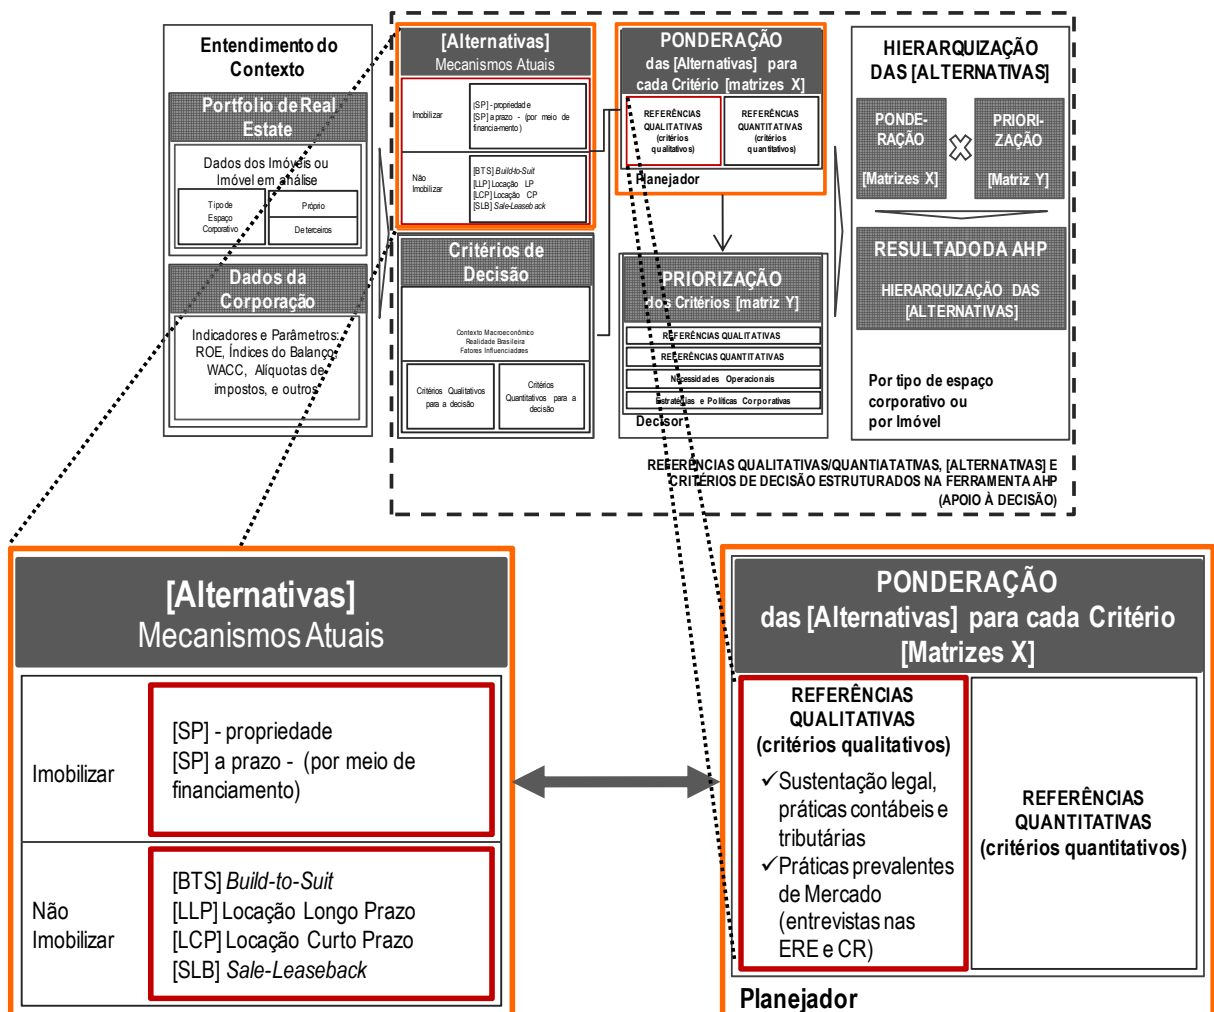 Entendimento do
Contexto
Portfolio de Real
Estate
Dados dos Imóveis ou
Imóvel em análise
Tipo de
Espaço
Corporativo
Próprio
De terceiros
Dados da
Corporação
Indicadores e Parâmetros:
ROE, Índices do Balanço,
WACC, Alíquotas de
impostos, e outros
[Alternativas]
Mecanismos Atuais
Imobilizar
[SP] - propriedade
[SP] a prazo - (por meio de
financia-mento)
Não
Imobilizar
[BTS] Build-to-Suit
[LLP] Locação LP
[LCP] Locação CP
[SLB] Sale-Leaseback
Critérios de
Decisão
Contexto Macroeconômico
Realidade Brasileira
Fatores Influenciadores
Critérios Qualitativos
para a decisão
Critérios
Quantitativos para a
decisão
PONDERAÇÃO
das [Alternativas] para
cada Critério [matrizes X]
REFERÊNCIAS
QUALITATIVAS
(critérios
qualitativos)
REFERÊNCIAS
QUANTITATIVAS
(critérios
quantitativos)
Planejador
PRIORIZAÇÃO
dos Critérios [matriz Y]
REFERÊNCIAS QUALITATIVAS
REFERÊNCIAS QUANTITATIVAS
Necessidades Operacionais
Estratégias e Políticas Corporativas
Decisor
HIERARQUIZAÇÃO
DAS [ALTERNATIVAS]
PONDE-
RAÇÃO
[Matrizes X]
PRIORI-
ZAÇÃO
[Matriz Y]
RESULTADO DA AHP
HIERARQUIZAÇÃO DAS
[ALTERNATIVAS]
Por tipo de espaço
corporativo ou
por Imóvel
REFERÊNCIAS QUALITATIVAS/QUANTIATATIVAS, [ALTERNATIVAS] E
CRITÉRIOS DE DECISÃO ESTRUTURADOS NA FERRAMENTA AHP
(APOIO À DECISÃO)
[Alternativas]
Mecanismos Atuais
Imobilizar
[SP] - propriedade
[SP] a prazo - (por meio de
financiamento)
Não
Imobilizar
[BTS] Build-to-Suit
[LLP] Locação Longo Prazo
[LCP] Locação Curto Prazo
[SLB] Sale-Leaseback
PONDERAÇÃO
das [Alternativas] para cada Critério
[Matrizes X]
REFERÊNCIAS
QUALITATIVAS
(critérios qualitativos)
✓Sustentação legal,
práticas contábeis e
tributárias
✓Práticas prevalentes
de Mercado
(entrevistas nas
ERE e CR)
REFERÊNCIAS
QUANTITATIVAS
(critérios quantitativos)
Planejador